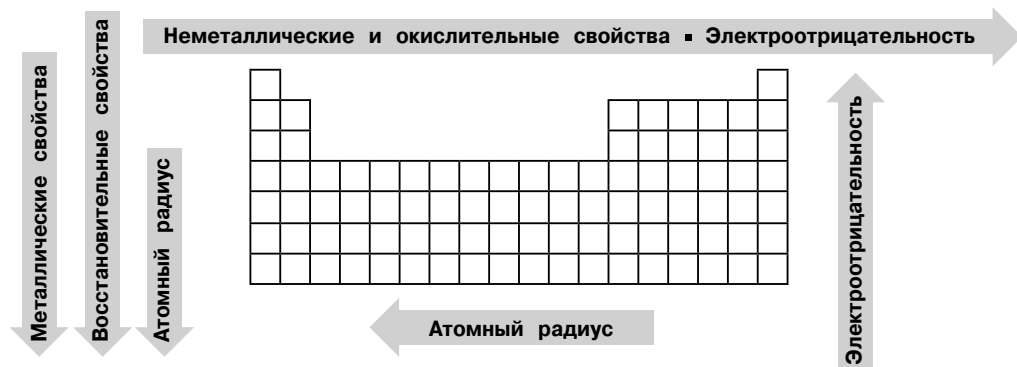 Неметаллические и окислительные свойства ▪ Электроотрицательность
Металлические свойства
Восстановительные свойства
Атомный радиус
Электроотрицательность
Атомный радиус